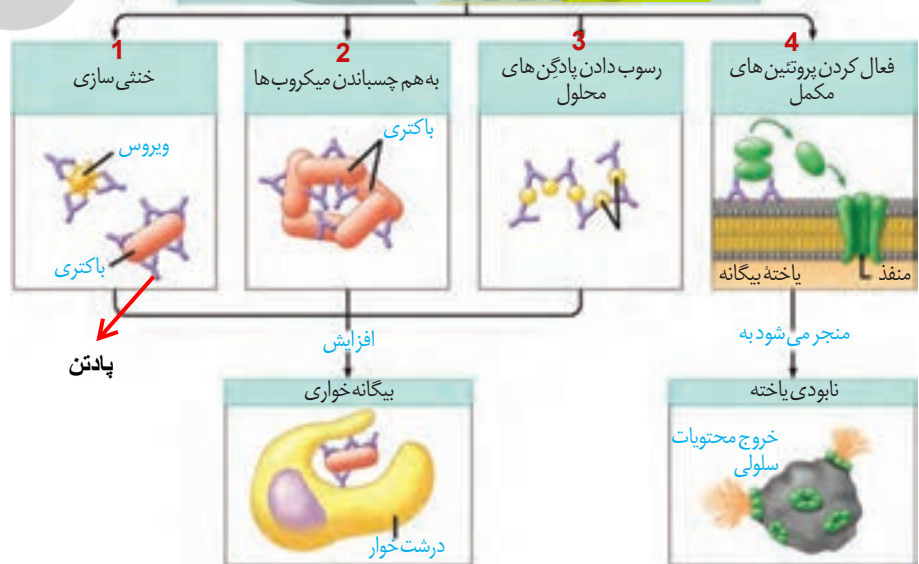 1
خنثی سازی
ویروس
باکتری
پادتن
2
به هم چسباندن میکروب ها
باکتری
3
رسوب دادن پادگِن های
محلول
4
فعال کردن پروتئین های
مکمل
یاختهٔ بیگانه
منفذ
افزایش
بیگانه خواری
درشت خوار
منجر می شود به
نابودی یاخته
خروج محتویات
سلولی